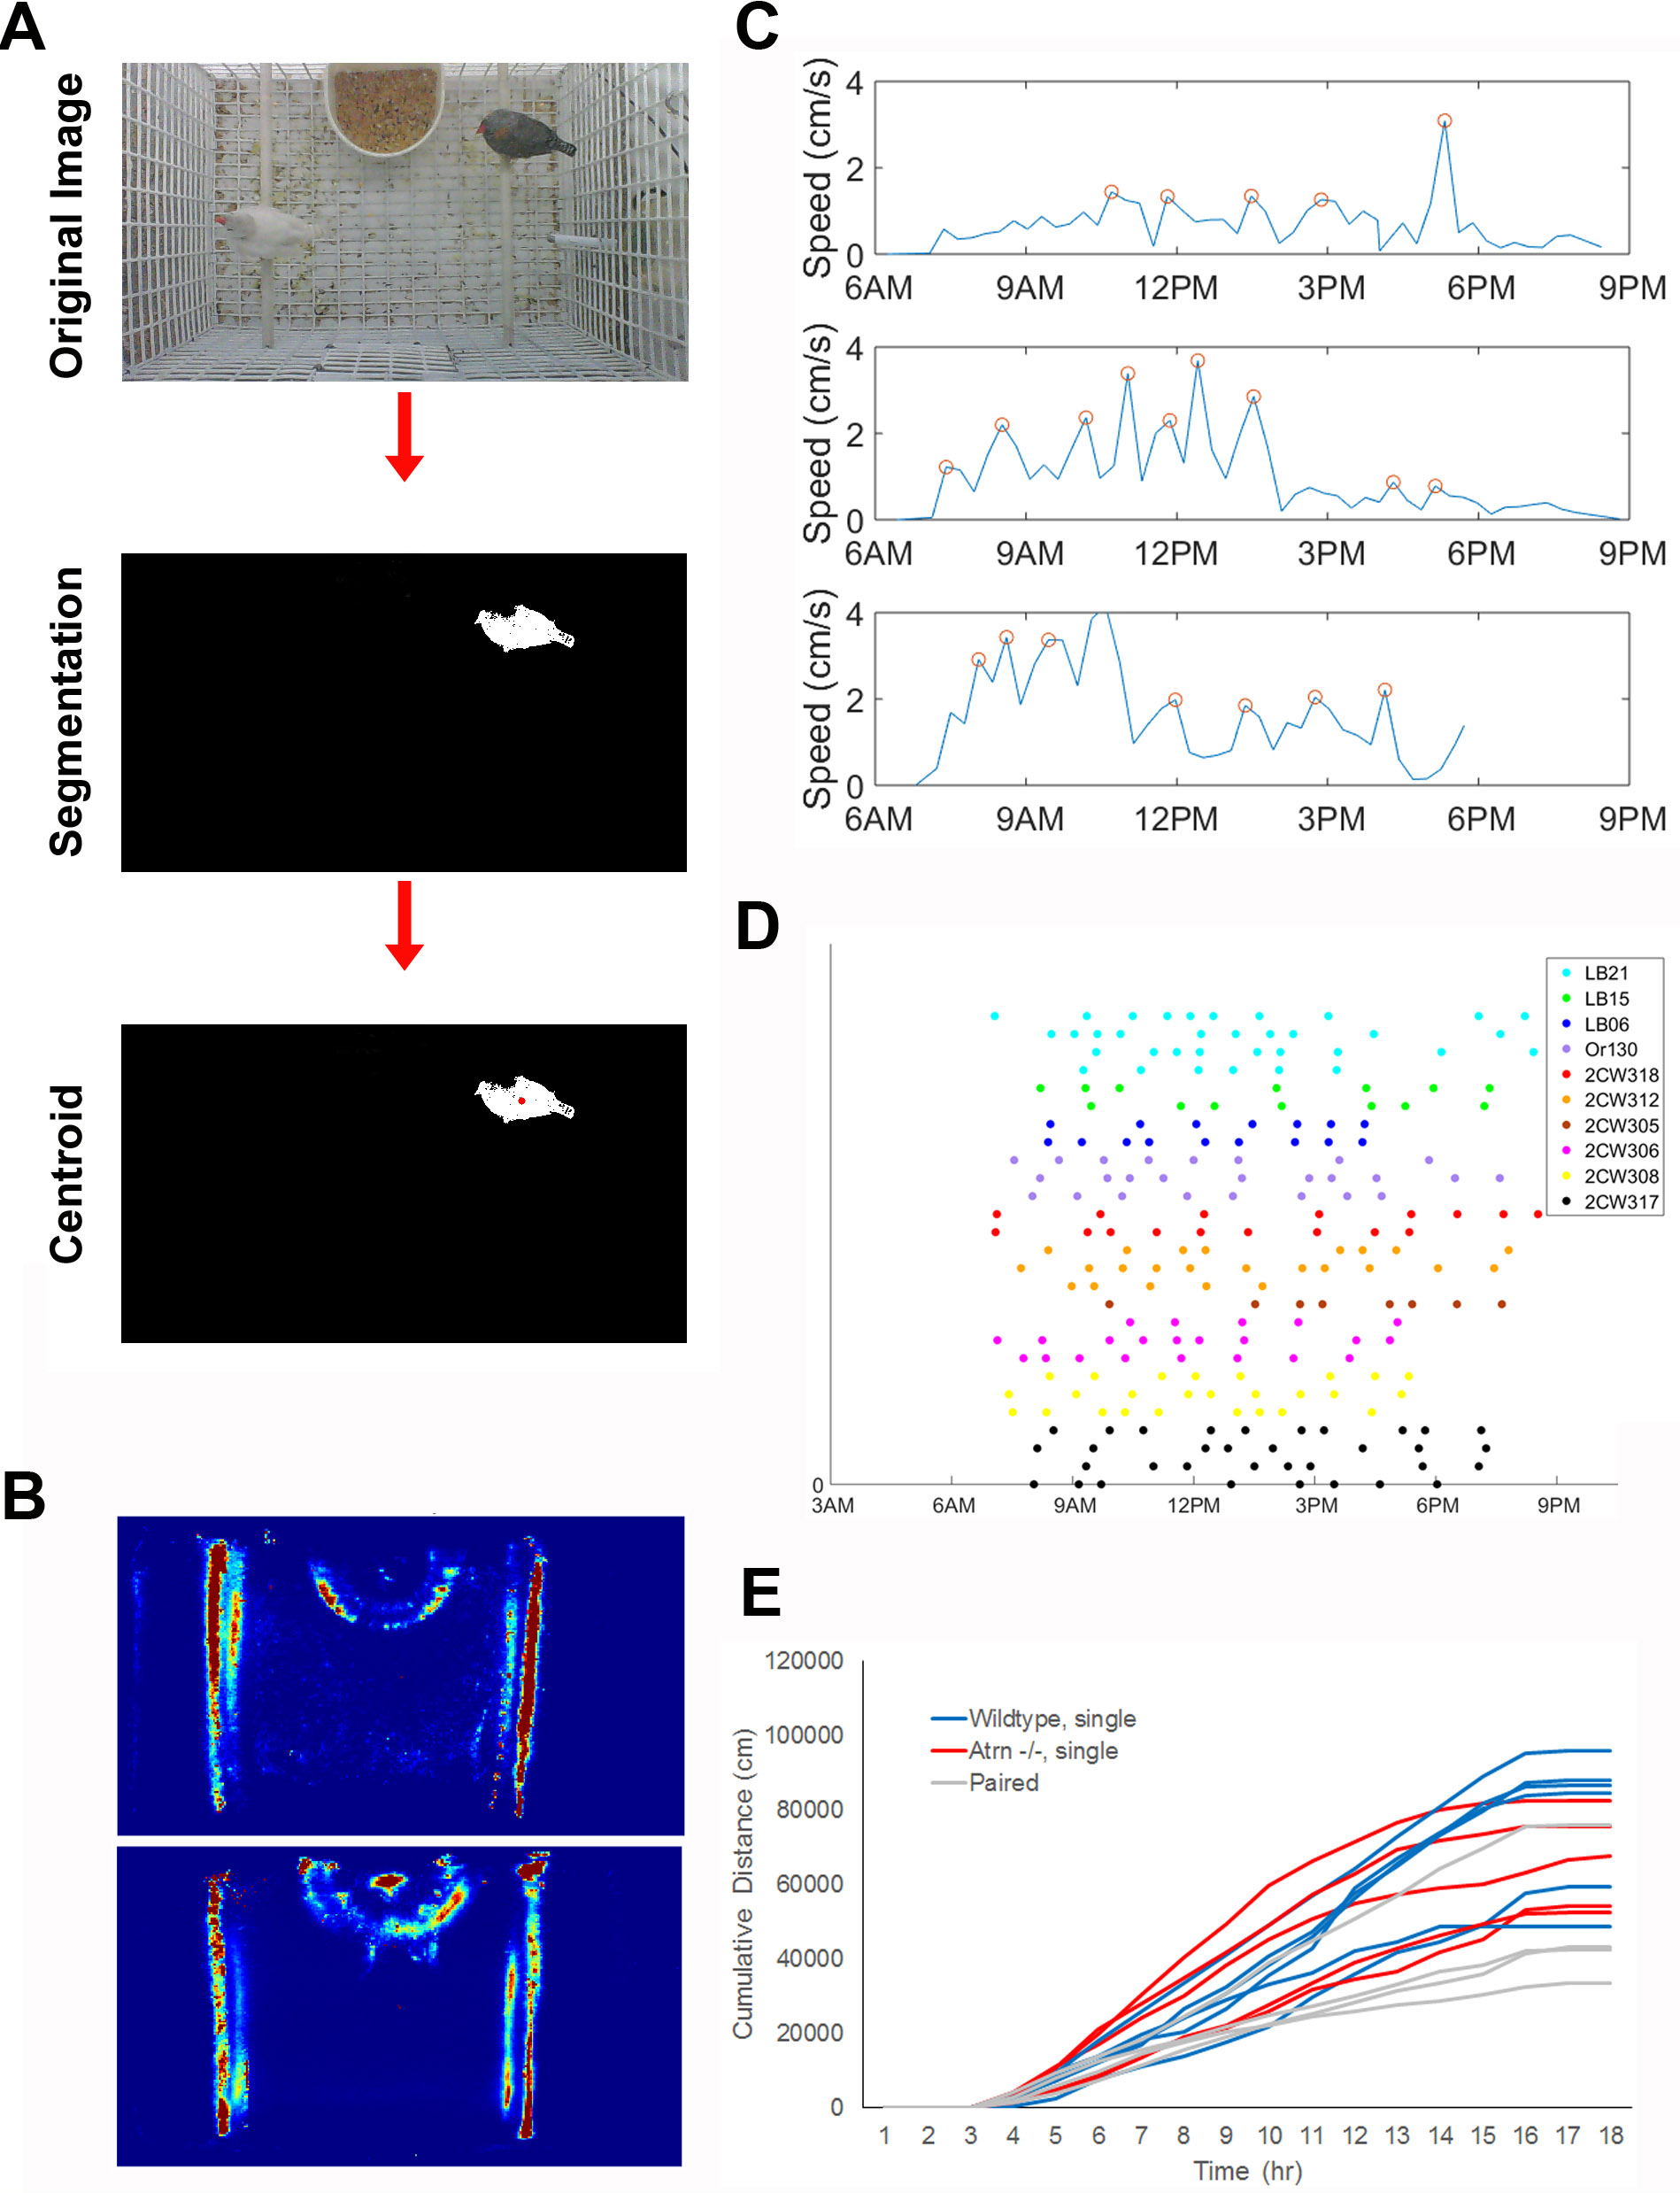 A
Original Image
Segmentation
Centroid
B
C
Speed (cm/s)
4
2
0
6AM 9AM 12PM 3PM 6PM 9PM
Speed (cm/s)
4
2
0
6AM 9AM 12PM 3PM 6PM 9PM
Speed (cm/s)
4
2
0
6AM 9AM 12PM 3PM 6PM 9PM
D
LB21
LB15
LB06
Or130
2CW318
2CW312
2CW305
2CW306
2CW308
2CW317
0
3AM 6AM 9AM 12PM 3PM 6PM 9PM
E
Cumulative Distance (cm)
120000
100000
80000
60000
40000
20000
0
Wildtype, single
Atrn -/-, single
Paired
1 2 3 4 5 6 7 8 9 10 11 12 13 14 15 16 17 18
Time (hr)